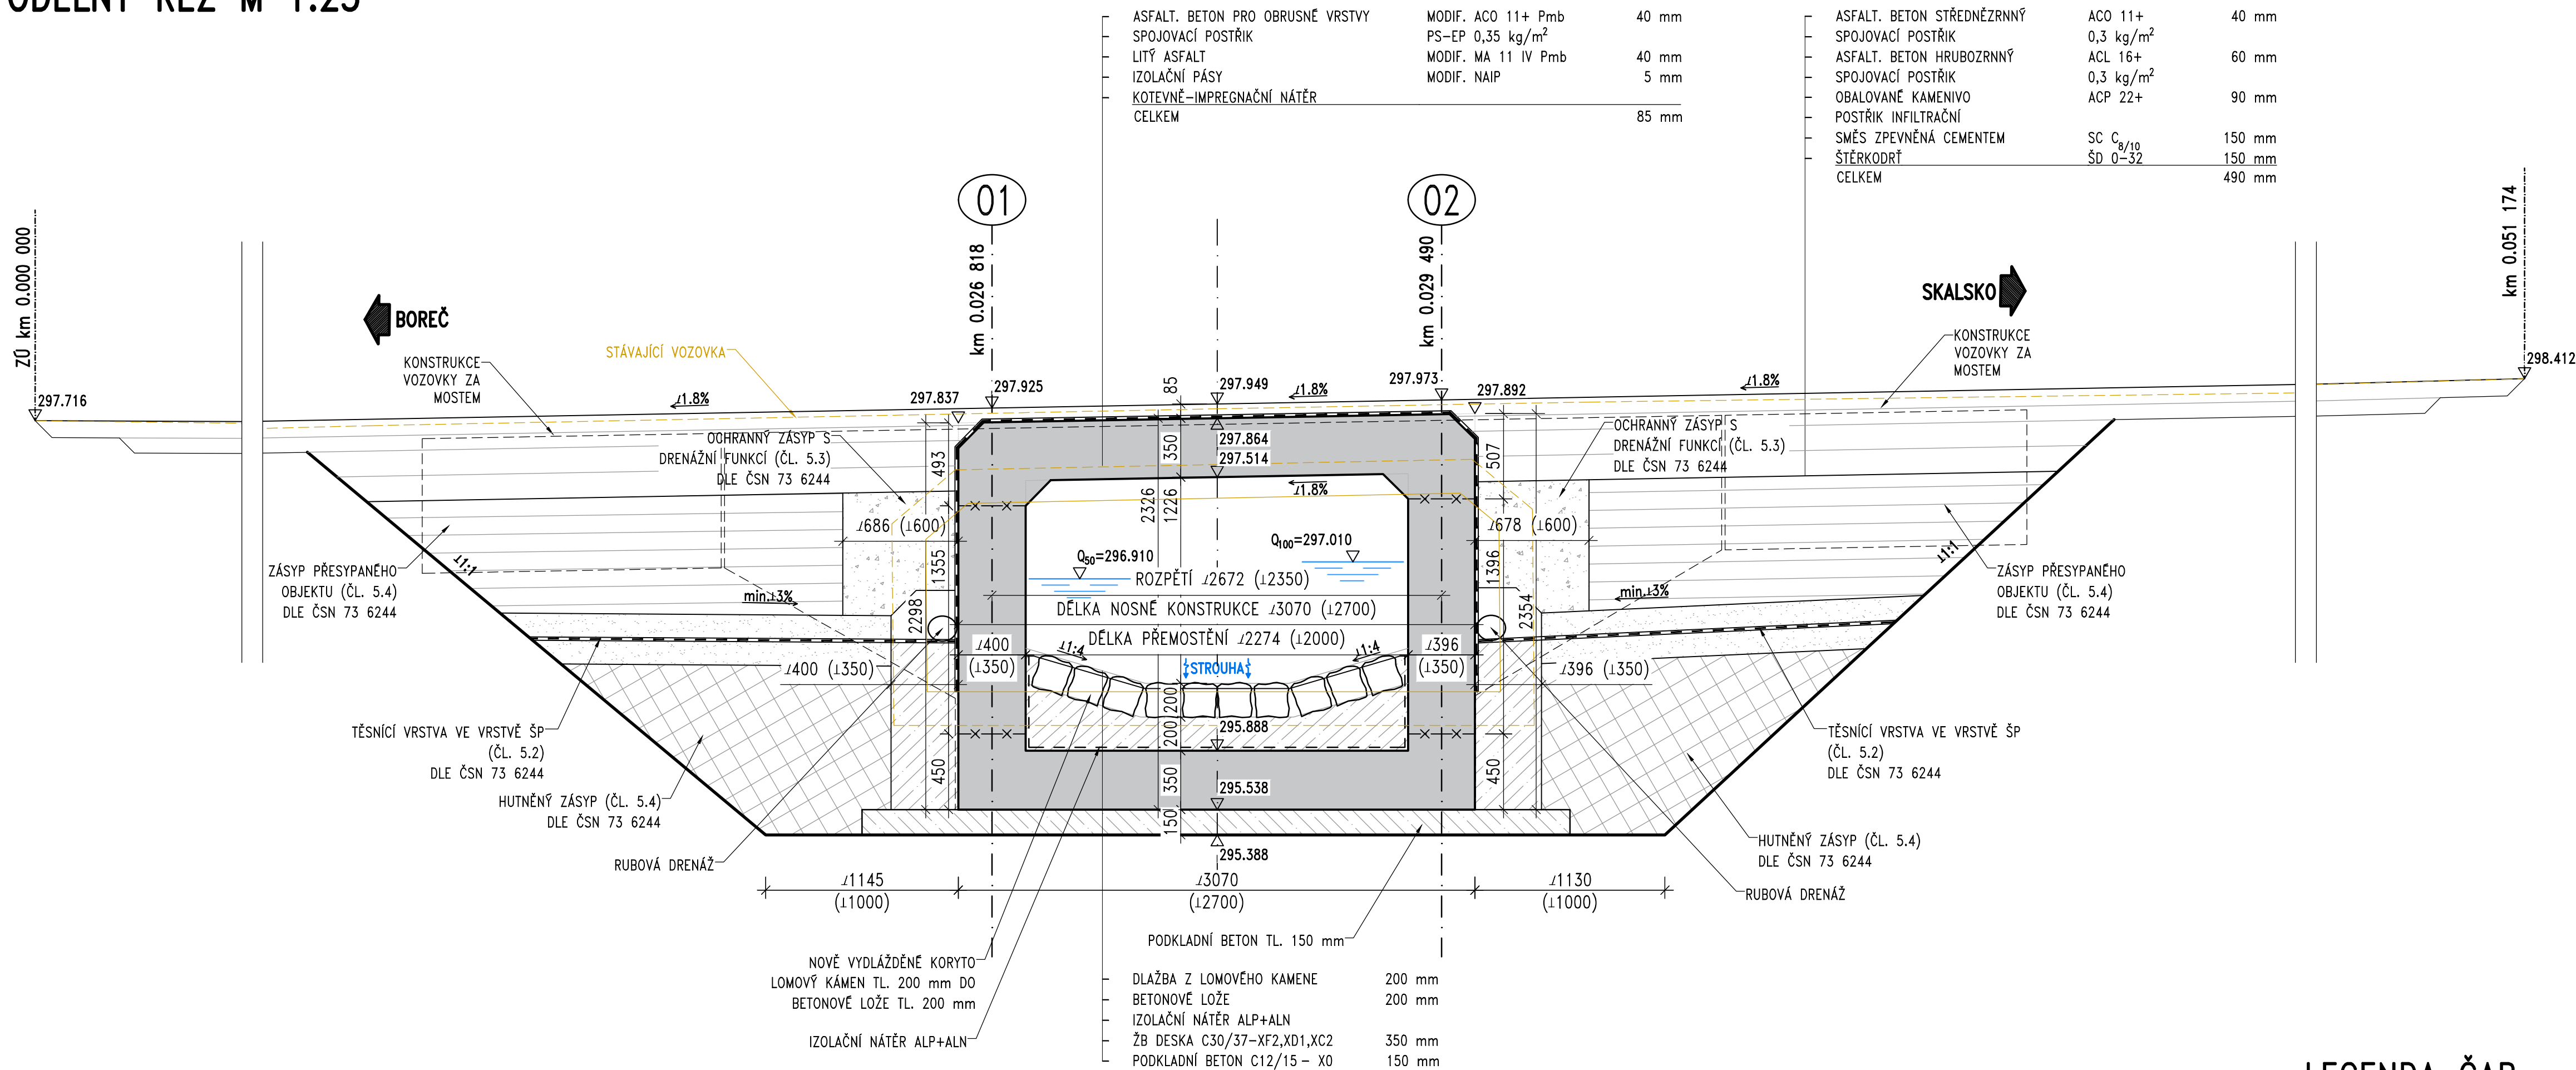 ODÉLNÝ ŘEZ M 1:25
ASFALT. BETON PRO OBRUSNÉ VRSTVY MODIF. ACO 11+ Pmb 40 mm
SPOJOVACÍ POSTŘIK PS-EP 0,35 kg/m²
LITÝ ASFALT MODIF. MA 11 IV Pmb 40 mm
IZOLAČNÍ PÁSY MODIF. NAIP 5 mm
KOTEVNĚ-IMPREGNAČNÍ NÁTĚR
CELKEM 85 mm
ASFALT. BETON STŘEDNĚZRNNÝ ACO 11+ 40 mm
SPOJOVACÍ POSTŘIK 0,3 kg/m²
ASFALT. BETON HRUBOZRNNÝ ACL 16+ 60 mm
SPOJOVACÍ POSTŘIK 0,3 kg/m²
OBALOVANÉ KAMENIVO ACP 22+ 90 mm
POSTŘIK INFILTRAČNÍ
SMĚS ZPEVNĚNÁ CEMENTEM SC C8/10 150 mm
ŠTĚRKODRŤ ŠD 0-32 150 mm
CELKEM 490 mm
O1
O2
ZÚ km 0.000 000
km 0.026 818
km 0.029 490
km 0.051 174
BOREČ
SKALSKO
STÁVAJÍCÍ VOZOVKA
KONSTRUKCE
VOZOVKY ZA
MOSTEM
KONSTRUKCE
VOZOVKY ZA
MOSTEM
297.716
298.412
297.837
297.925
85
297.949
297.973
297.892
⦟1.8%
⦟1.8%
⦟1.8%
⦟1.8%
OCHRANNÝ ZÁSYP S
DRENÁŽNÍ FUNKCÍ (ČL. 5.3)
DLE ČSN 73 6244
OCHRANNÝ ZÁSYP S
DRENÁŽNÍ FUNKCÍ (ČL. 5.3)
DLE ČSN 73 6244
493
350
297.864
297.514
507
2326
1226
⦟686 (⊥600)
⦟678 (⊥600)
Q50=296.910
Q100=297.010
1355
1396
ROZPĚTÍ ⦟2672 (⊥2350)
DÉLKA NOSNÉ KONSTRUKCE ⦟3070 (⊥2700)
DÉLKA PŘEMOSTĚNÍ ⦟2274 (⊥2000)
2298
2354
min.⊥3%
min.⊥3%
⊥1:1
⊥1:1
ZÁSYP PŘESYPANÉHO
OBJEKTU (ČL. 5.4)
DLE ČSN 73 6244
ZÁSYP PŘESYPANÉHO
OBJEKTU (ČL. 5.4)
DLE ČSN 73 6244
⦟400
(⊥350)
⦟396
(⊥350)
⊥1:4
⊥1:4
STROUHA
⦟400 (⊥350)
⦟396 (⊥350)
200
200
295.888
450
450
350
295.538
150
295.388
TĚSNÍCÍ VRSTVA VE VRSTVĚ ŠP
(ČL. 5.2)
DLE ČSN 73 6244
TĚSNÍCÍ VRSTVA VE VRSTVĚ ŠP
(ČL. 5.2)
DLE ČSN 73 6244
HUTNĚNÝ ZÁSYP (ČL. 5.4)
DLE ČSN 73 6244
HUTNĚNÝ ZÁSYP (ČL. 5.4)
DLE ČSN 73 6244
RUBOVÁ DRENÁŽ
RUBOVÁ DRENÁŽ
⦟1145
(⊥1000)
⦟3070
(⊥2700)
⦟1130
(⊥1000)
PODKLADNÍ BETON TL. 150 mm
NOVĚ VYDLÁŽDĚNÉ KORYTO
LOMOVÝ KÁMEN TL. 200 mm DO
BETONOVÉ LOŽE TL. 200 mm
IZOLAČNÍ NÁTĚR ALP+ALN
DLAŽBA Z LOMOVÉHO KAMENE 200 mm
BETONOVÉ LOŽE 200 mm
IZOLAČNÍ NÁTĚR ALP+ALN
ŽB DESKA C30/37-XF2,XD1,XC2 350 mm
PODKLADNÍ BETON C12/15 - X0 150 mm
LEGENDA ČAR